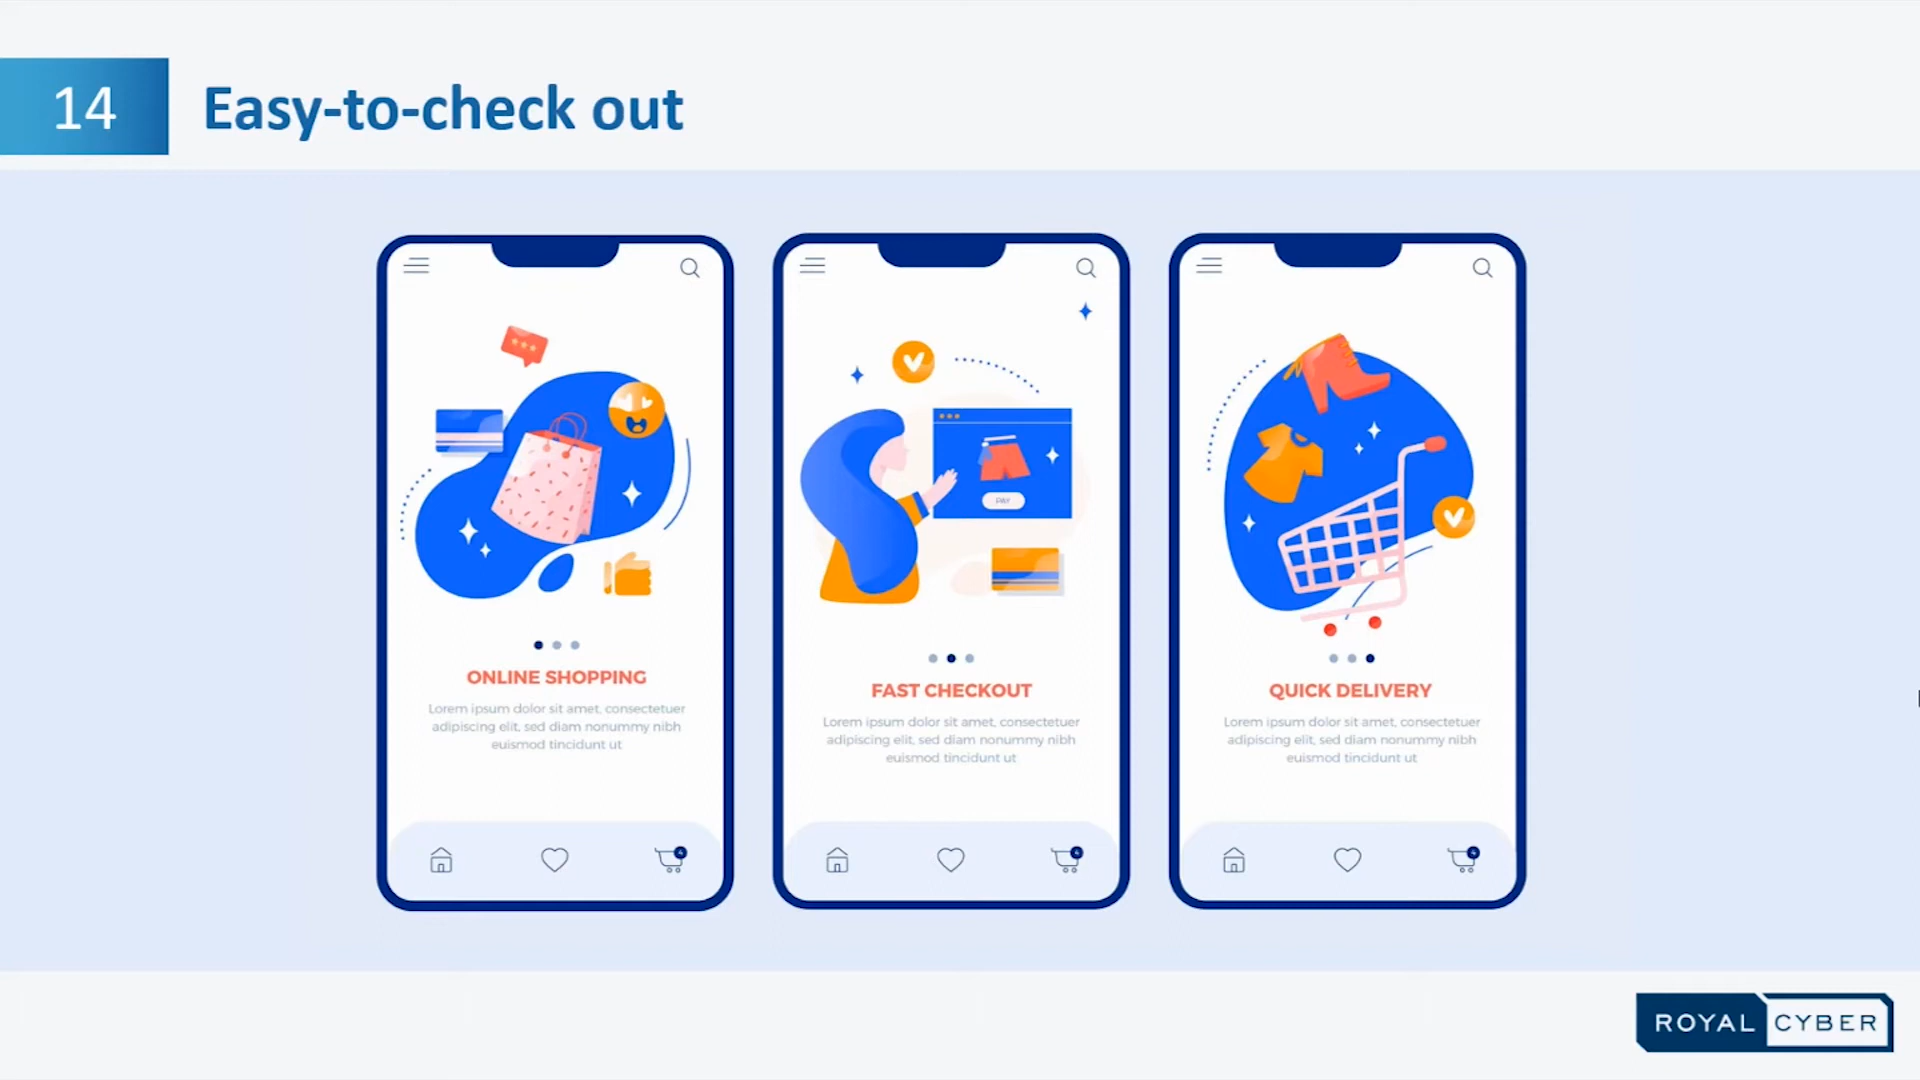 14
Easy-to-check out
ONLINE SHOPPING
Lorem ipsum dolor sit amet, consectetuer
adipiscing elit, sed diam nonummy nibh
euismod tincidunt ut
PAY
FAST CHECKOUT
Lorem ipsum dolor sit amet, consectetuer
adipiscing elit, sed diam nonummy nibh
euismod tincidunt ut
QUICK DELIVERY
Lorem ipsum dolor sit amet, consectetuer
adipiscing elit, sed diam nonummy nibh
euismod tincidunt ut
ROYAL CYBER